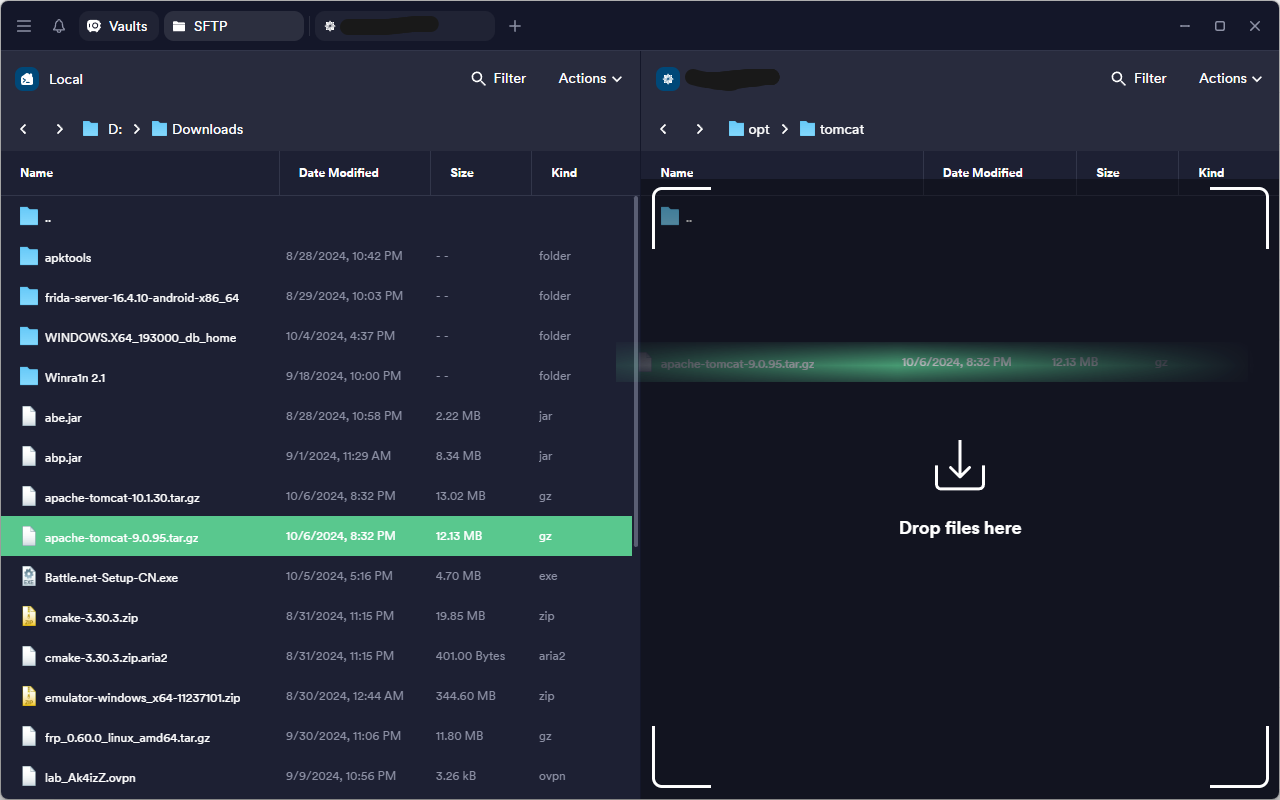 Vaults SFTP
Local Filter Actions
Filter Actions
D: Downloads
opt tomcat
Name Date Modified Size Kind
Name Date Modified Size Kind
..
apktools 8/28/2024, 10:42 PM - - folder
frida-server-16.4.10-android-x86_64 8/29/2024, 10:03 PM - - folder
WINDOWS.X64_193000_db_home 10/4/2024, 4:37 PM - - folder
Winra1n 2.1 9/18/2024, 10:00 PM - - folder
abe.jar 8/28/2024, 10:58 PM 2.22 MB jar
abp.jar 9/1/2024, 11:29 AM 8.34 MB jar
apache-tomcat-10.1.30.tar.gz 10/6/2024, 8:32 PM 13.02 MB gz
apache-tomcat-9.0.95.tar.gz 10/6/2024, 8:32 PM 12.13 MB gz
Battle.net-Setup-CN.exe 10/5/2024, 5:16 PM 4.70 MB exe
cmake-3.30.3.zip 8/31/2024, 11:15 PM 19.85 MB zip
cmake-3.30.3.zip.aria2 8/31/2024, 11:15 PM 401.00 Bytes aria2
emulator-windows_x64-11237101.zip 8/30/2024, 12:44 AM 344.60 MB zip
frp_0.60.0_linux_amd64.tar.gz 9/30/2024, 11:06 PM 11.80 MB gz
lab_Ak4izZ.ovpn 9/9/2024, 10:56 PM 3.26 kB ovpn
..
apache-tomcat-9.0.95.tar.gz 10/6/2024, 8:32 PM 12.13 MB gz
Drop files here